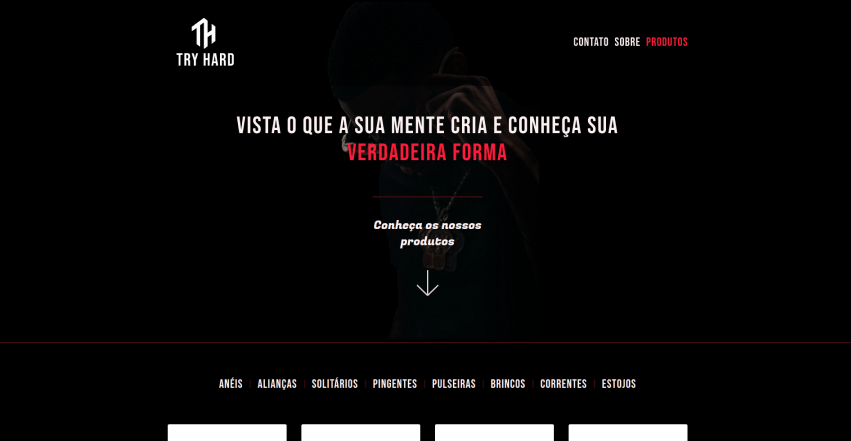 TH
TRY HARD
CONTATO SOBRE PRODUTOS
VISTA O QUE A SUA MENTE CRIA E CONHEÇA SUA
VERDADEIRA FORMA
Conheça os nossos
produtos
ANÉIS | ALIANÇAS | SOLITÁRIOS | PINGENTES | PULSEIRAS | BRINCOS | CORRENTES | ESTOJOS